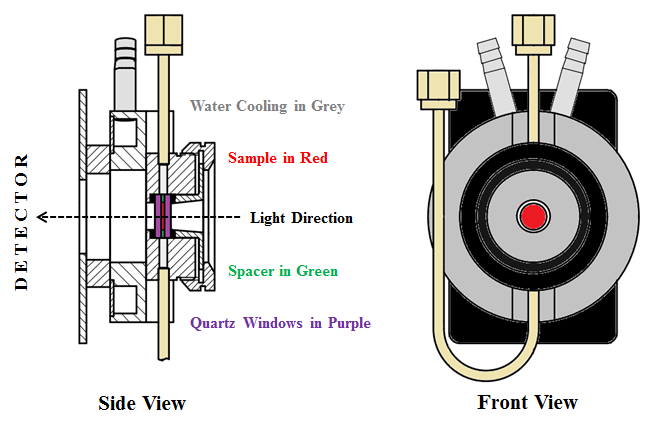 Water Cooling in Grey
Sample in Red
DETECTOR
Light Direction
Spacer in Green
Quartz Windows in Purple
Side View
Front View